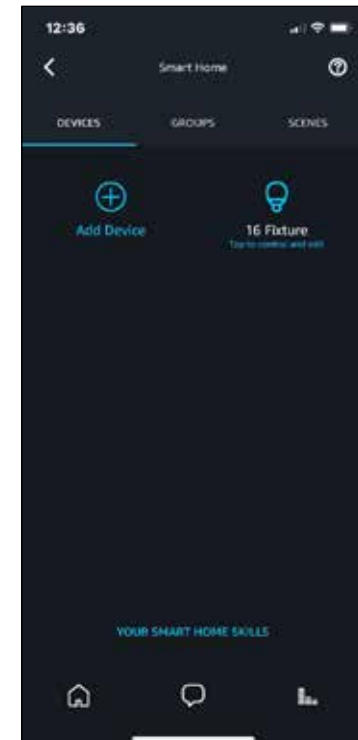 12:36
Smart Home
DEVICES
GROUPS
SCENES
Add Device
16 Fixture
Tap to control and edit
YOUR SMART HOME SKILLS